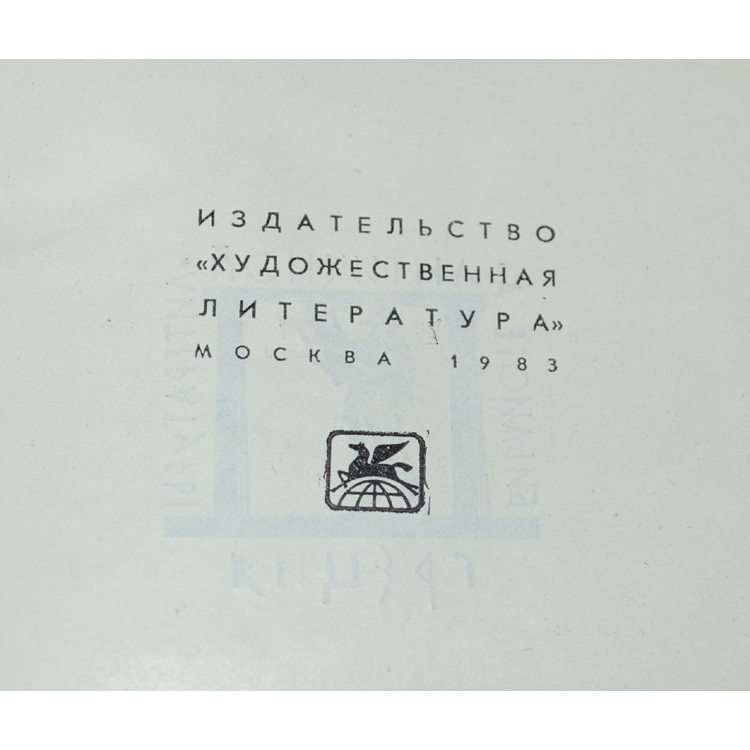 ИЗДАТЕЛЬСТВО
«ХУДОЖЕСТВЕННАЯ
ЛИТЕРАТУРА»
МОСКВА 1983